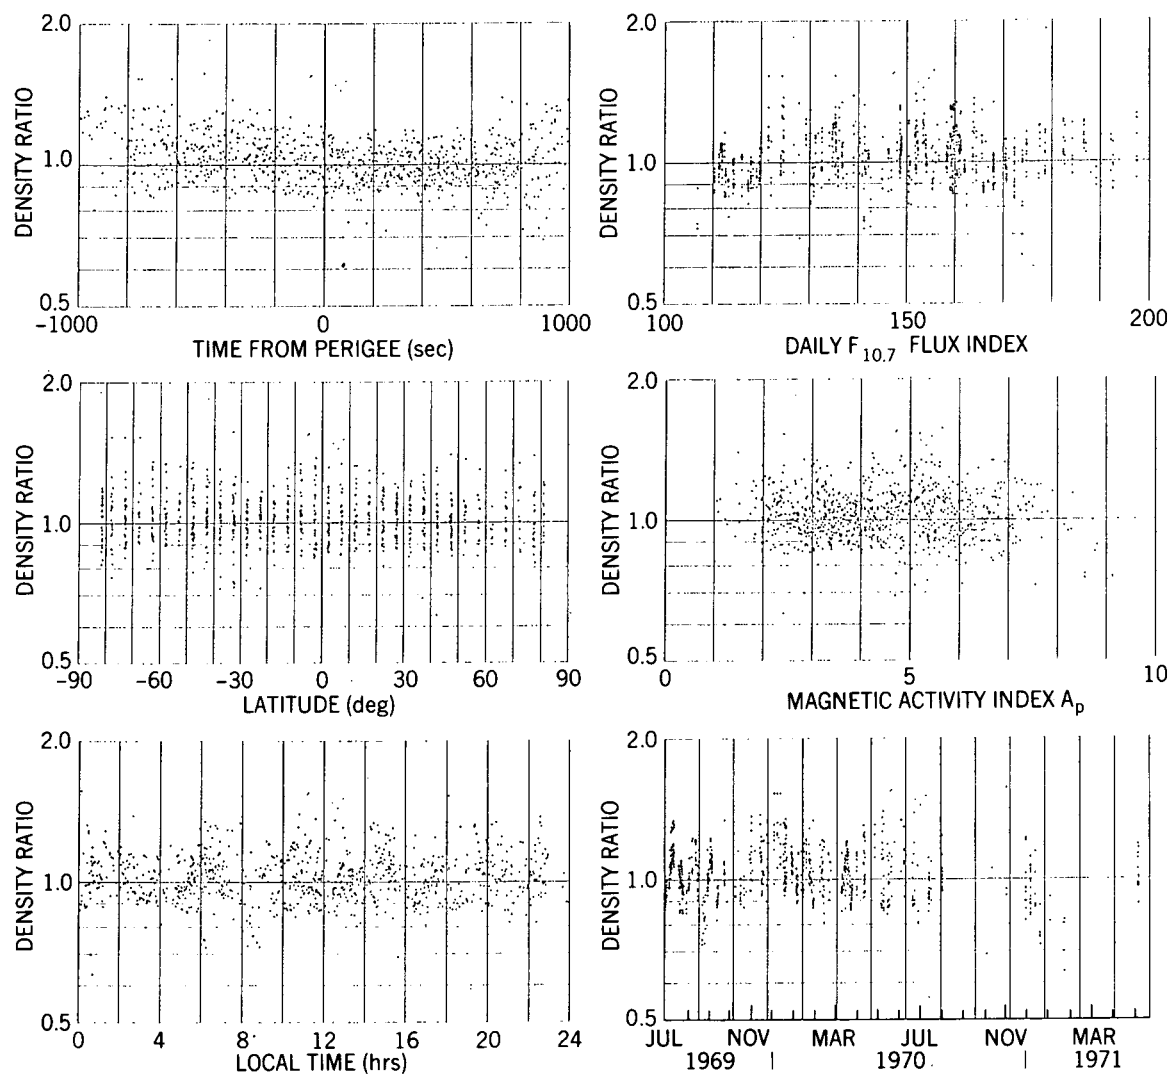 2.0
DENSITY RATIO
1.0
0.5
-1000 0 1000
TIME FROM PERIGEE (sec)
2.0
DENSITY RATIO
1.0
0.5
100 150 200
DAILY F10.7 FLUX INDEX
2.0
DENSITY RATIO
1.0
0.5
-90 -60 -30 0 30 60 90
LATITUDE (deg)
2.0
DENSITY RATIO
1.0
0.5
0 5 10
MAGNETIC ACTIVITY INDEX Ap
2.0
DENSITY RATIO
1.0
0.5
0 4 8 12 16 20 24
LOCAL TIME (hrs)
2.0
DENSITY RATIO
1.0
0.5
JUL NOV MAR JUL NOV MAR
1969 | 1970 | 1971